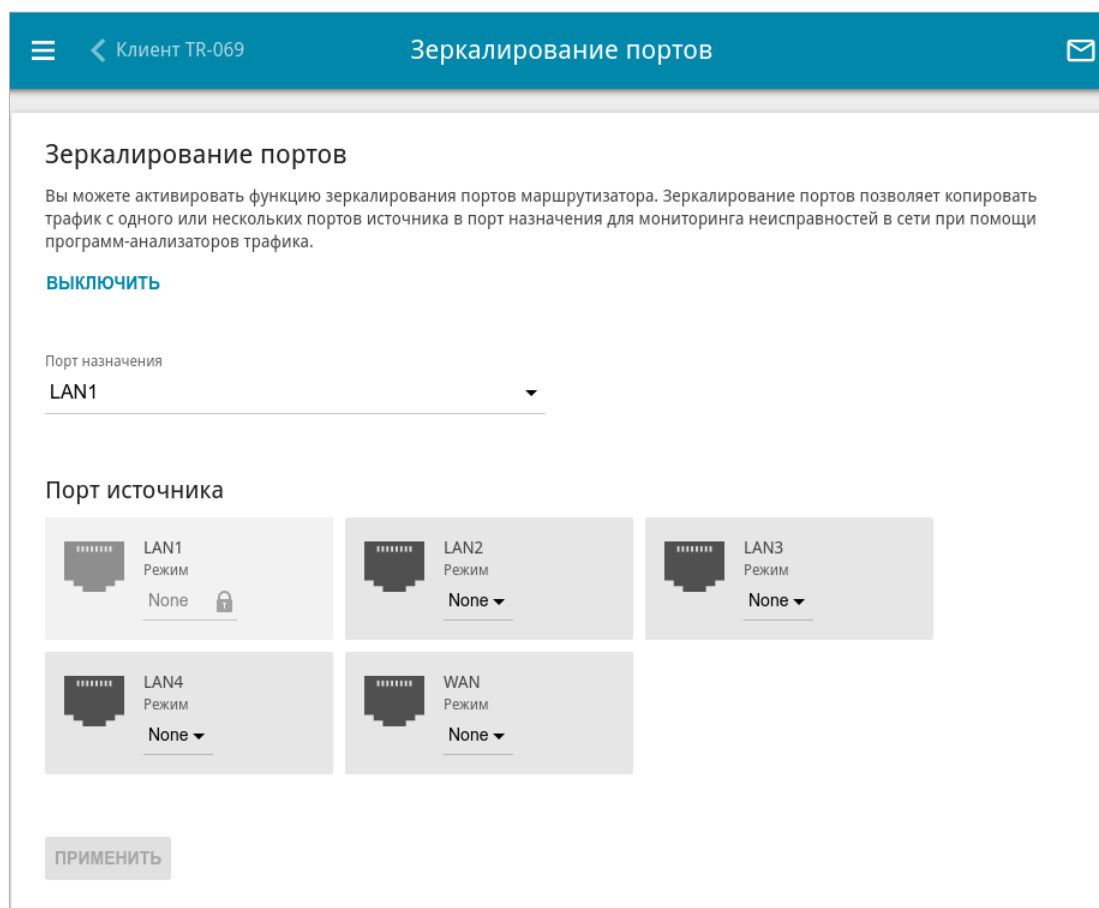 Клиент TR-069
Зеркалирование портов
Зеркалирование портов
Вы можете активировать функцию зеркалирования портов маршрутизатора. Зеркалирование портов позволяет копировать
трафик с одного или нескольких портов источника в порт назначения для мониторинга неисправностей в сети при помощи
программ-анализаторов трафика.
ВЫКЛЮЧИТЬ
Порт назначения
LAN1
Порт источника
LAN1
Режим
None
LAN2
Режим
None
LAN3
Режим
None
LAN4
Режим
None
WAN
Режим
None
ПРИМЕНИТЬ